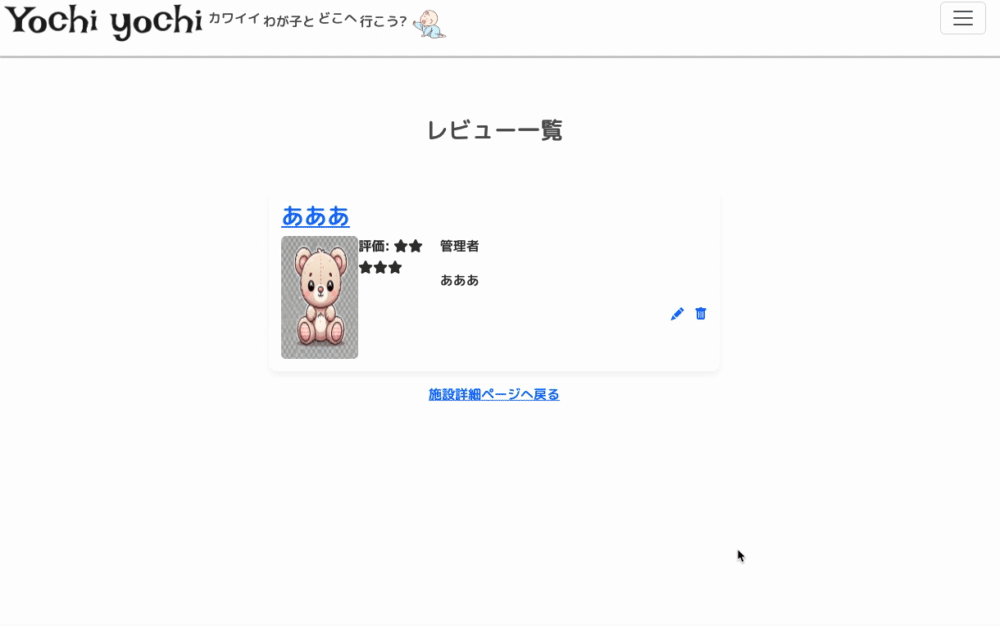 Yochi yochi カワイイ わが子と どこへ 行こう?
レビュー一覧
あああ
評価: ★★
★★★
管理者
あああ
施設詳細ページへ戻る